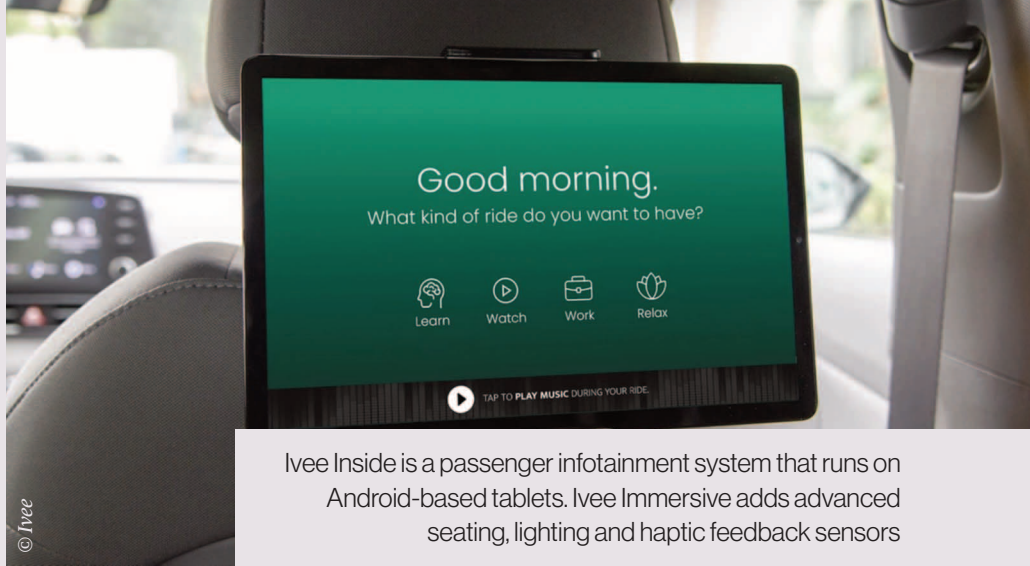 Good morning.
What kind of ride do you want to have?
Learn Watch Work Relax
TAP TO PLAY MUSIC DURING YOUR RIDE.
Ivee Inside is a passenger infotainment system that runs on
Android-based tablets. Ivee Immersive adds advanced
seating, lighting and haptic feedback sensors
© Ivee